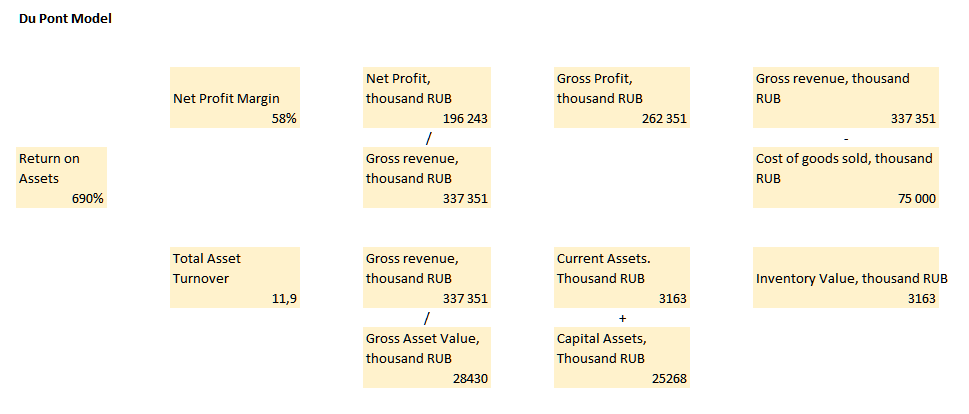 Du Pont Model
Net Profit Margin
58%
Net Profit,
thousand RUB
196 243
Gross Profit,
thousand RUB
262 351
Gross revenue, thousand
RUB
337 351
/
-
Return on
Assets
690%
Gross revenue,
thousand RUB
337 351
Cost of goods sold, thousand
RUB
75 000
Total Asset
Turnover
11,9
Gross revenue,
thousand RUB
337 351
Current Assets.
Thousand RUB
3163
Inventory Value, thousand RUB
3163
/
+
Gross Asset Value,
thousand RUB
28430
Capital Assets,
Thousand RUB
25268